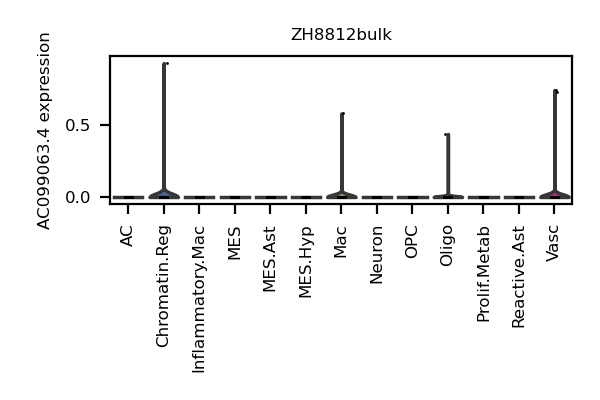 ZH8812bulk
AC099063.4 expression
0.5
0.0
AC
Chromatin.Reg
Inflammatory.Mac
MES
MES.Ast
MES.Hyp
Mac
Neuron
OPC
Oligo
Prolif.Metab
Reactive.Ast
Vasc